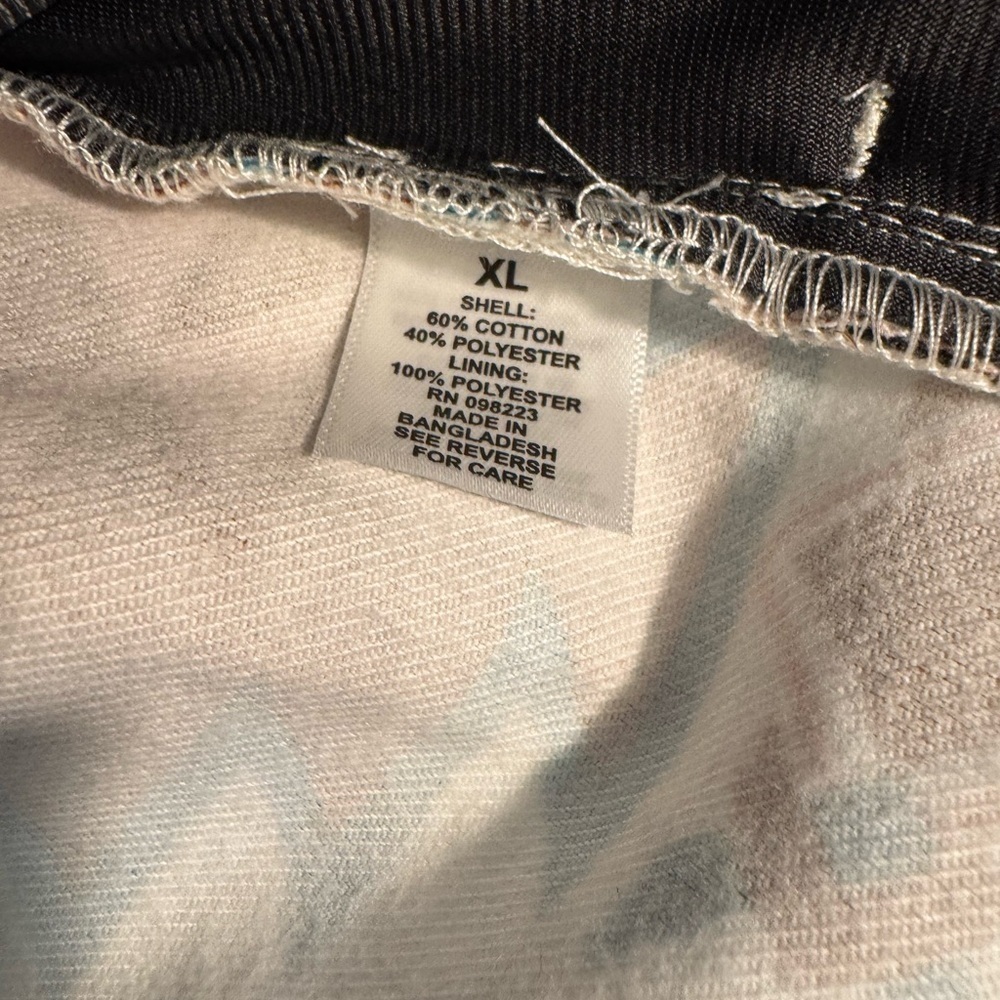 XL
SHELL:
60% COTTON
40% POLYESTER
LINING:
100% POLYESTER
RN 098223
MADE IN
BANGLADESH
SEE REVERSE
FOR CARE